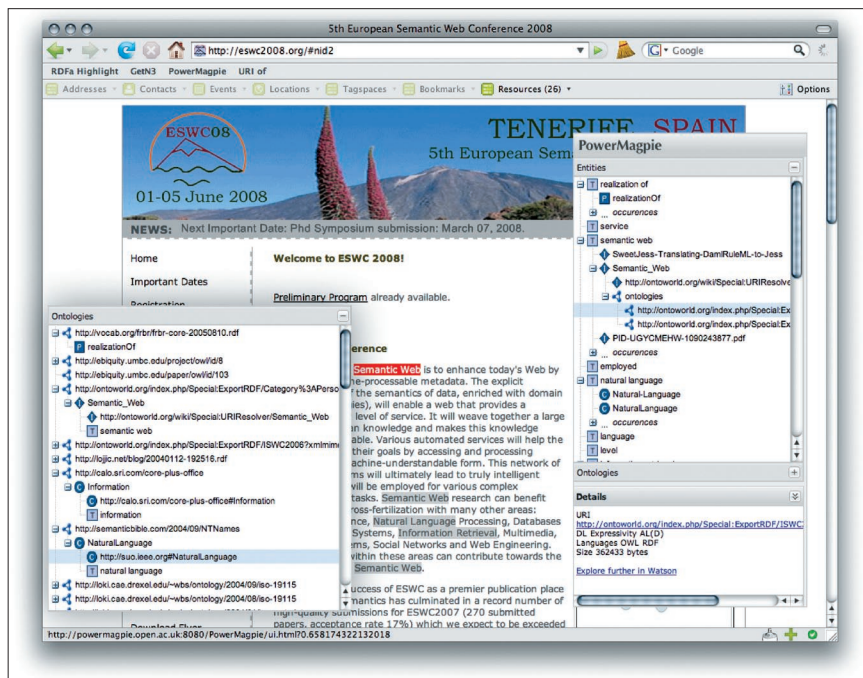 5th European Semantic Web Conference 2008
http://eswc2008.org/#nid2
Google
RDFa Highlight GetN3 PowerMagpie URI of
Addresses Contacts Events Locations Tagspaces Bookmarks Resources (26) Options
ESWC08
01-05 June 2008
TENERIFE, SPAIN
5th European Sem
NEWS: Next Important Date: Phd Symposium submission: March 07, 2008.
Home
Important Dates
Registration
Welcome to ESWC 2008!
Preliminary Program already available.
ference
Semantic Web is to enhance today's Web by
ne-processable metadata. The explicit
f the semantics of data, enriched with domain
ies), will enable a web that provides a
level of service. It will weave together a large
an knowledge and makes this knowledge
able. Various automated services will help the
their goals by accessing and processing
achine-understandable form. This network of
ms will ultimately lead to truly intelligent
will be employed for various complex
tasks. Semantic Web research can benefit
ross-fertilization with many other areas:
nce, Natural Language Processing, Databases
Systems, Information Retrieval, Multimedia,
ems, Social Networks and Web Engineering.
within these areas can contribute towards the
Semantic Web.
uccess of ESWC as a premier publication place
mantics has culminated in a record number of
high-quality submissions for ESWC2007 (270 submitted
papers, acceptance rate 17%) which we expect to be exceeded
Download Flyer
Ontologies
http://vocab.org/frbr/frbr-core-20050810.rdf
realizationOf
http://ebiquity.umbc.edu/project/owl/id/8
http://ebiquity.umbc.edu/paper/owl/id/103
http://ontoworld.org/index.php/Special:ExportRDF/Category%3APerso
Semantic_Web
http://ontoworld.org/wiki/Special:URIResolver/Semantic_Web
semantic web
http://ontoworld.org/index.php/Special:ExportRDF/ISWC2006?xmlmime
http://lojjic.net/blog/20040112-192516.rdf
http://calo.sri.com/core-plus-office
Information
http://calo.sri.com/core-plus-office#Information
information
http://semanticbible.com/2004/09/NTNames
NaturalLanguage
http://suo.ieee.org#NaturalLanguage
natural language
http://loki.cae.drexel.edu/~wbs/ontology/2004/09/iso-19115
http://loki.cae.drexel.edu/~wbs/ontology/2004/09/iso-19115
PowerMagpie
Entities
realization of
realizationOf
... occurences
service
semantic web
SweetJess-Translating-DamlRuleML-to-Jess
Semantic_Web
http://ontoworld.org/wiki/Special:URIResolve
ontologies
http://ontoworld.org/index.php/Special:Ex
http://ontoworld.org/index.php/Special:Ex
PID-UGYCMEHW-1090243877.pdf
... occurences
employed
natural language
Natural-Language
NaturalLanguage
... occurences
language
level
Ontologies
Details
URI
http://ontoworld.org/index.php/Special:ExportRDF/ISWC
DL Expressivity AL(D)
Languages OWL RDF
Size 362433 bytes
Explore further in Watson
http://powermagpie.open.ac.uk:8080/PowerMagpie/ui.html?0.658174322132018